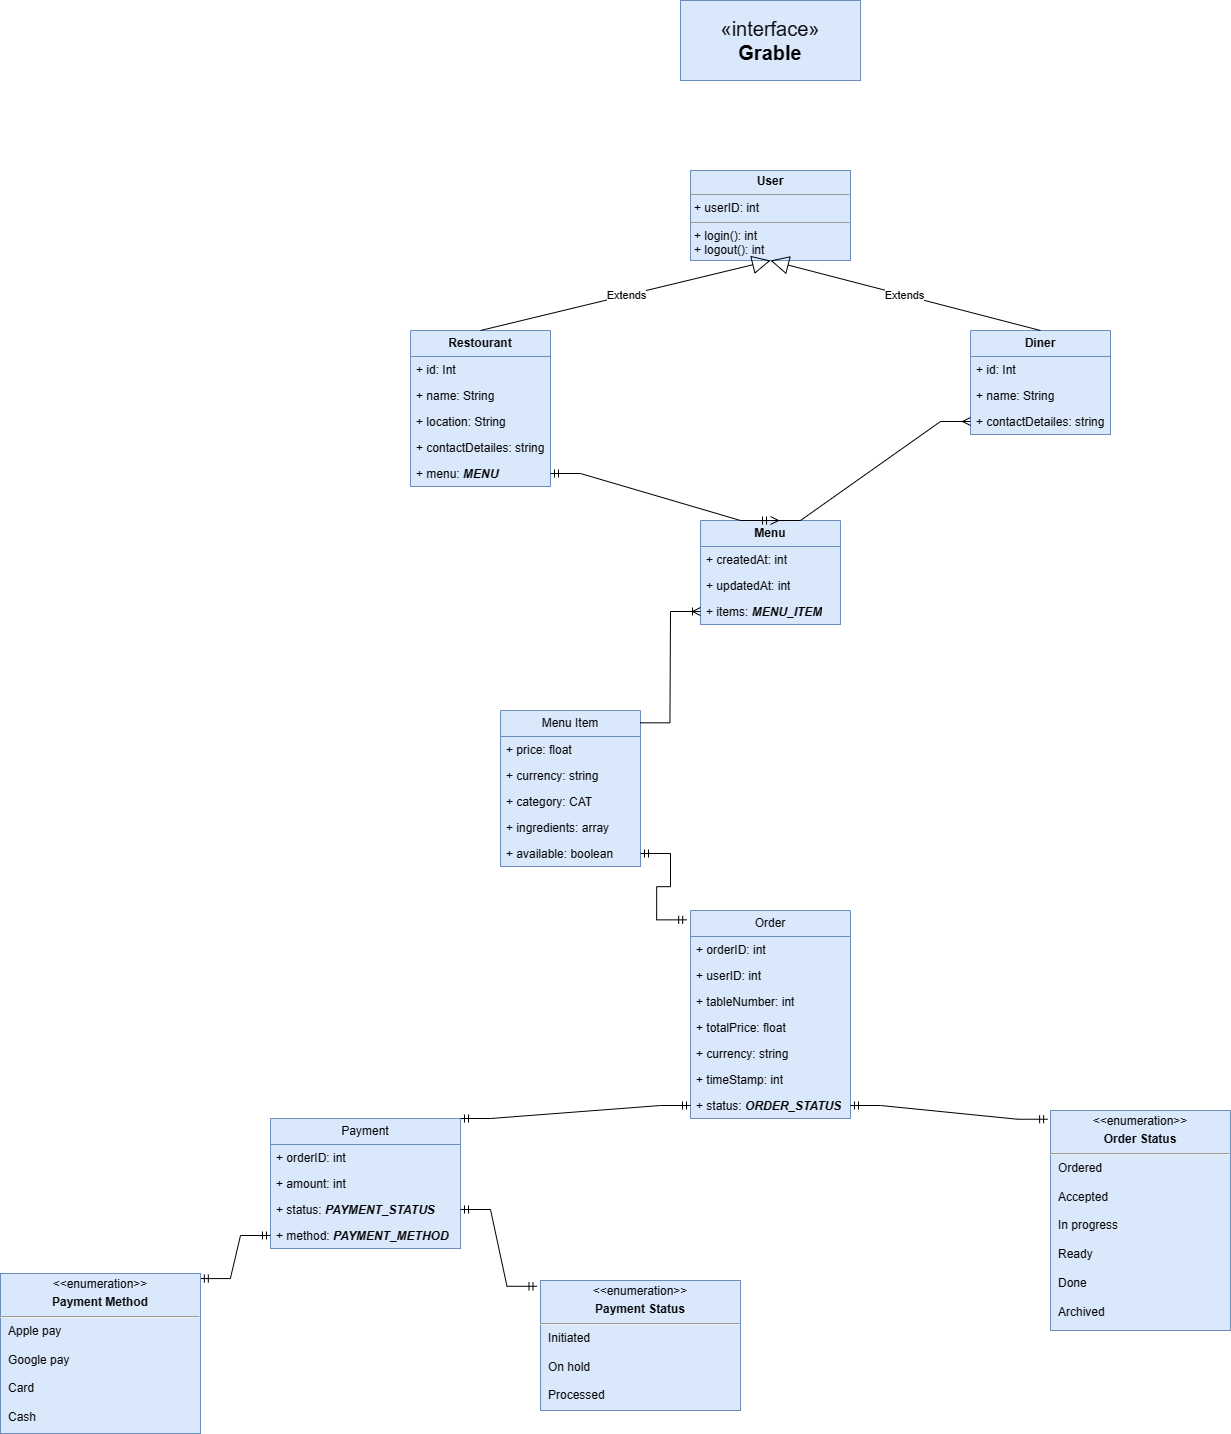 «interface»
Grable
User
+ userID: int
+ login(): int
+ logout(): int
Extends
Extends
Restourant
+ id: Int
+ name: String
+ location: String
+ contactDetailes: string
+ menu: MENU
Diner
+ id: Int
+ name: String
+ contactDetailes: string
Menu
+ createdAt: int
+ updatedAt: int
+ items: MENU_ITEM
Menu Item
+ price: float
+ currency: string
+ category: CAT
+ ingredients: array
+ available: boolean
Order
+ orderID: int
+ userID: int
+ tableNumber: int
+ totalPrice: float
+ currency: string
+ timeStamp: int
+ status: ORDER_STATUS
Payment
+ orderID: int
+ amount: int
+ status: PAYMENT_STATUS
+ method: PAYMENT_METHOD
<<enumeration>>
Order Status
Ordered
Accepted
In progress
Ready
Done
Archived
<<enumeration>>
Payment Method
Apple pay
Google pay
Card
Cash
<<enumeration>>
Payment Status
Initiated
On hold
Processed